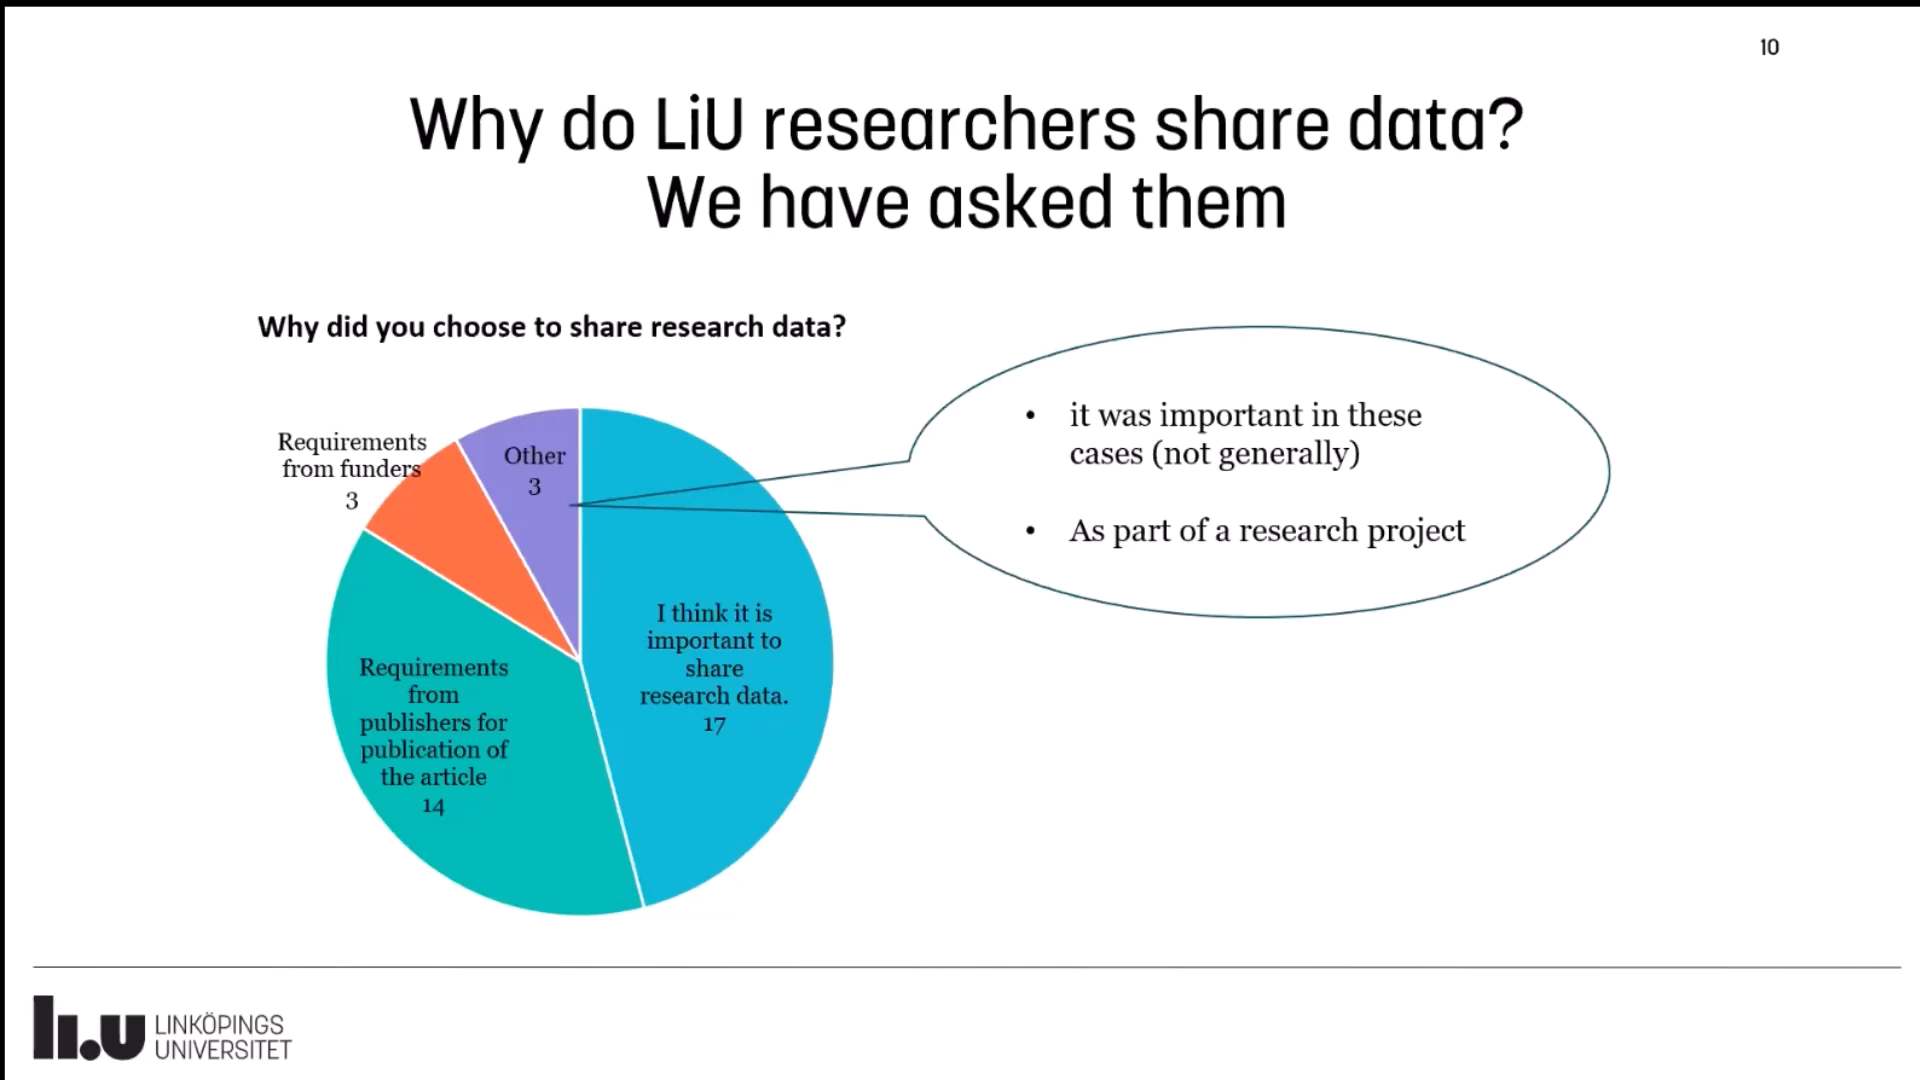 10
Why do LiU researchers share data?
We have asked them
Why did you choose to share research data?
Requirements
from funders
3
Other
3
I think it is
important to
share
research data.
17
Requirements
from
publishers for
publication of
the article
14
• it was important in these
cases (not generally)
• As part of a research project
li.u LINKÖPINGS
UNIVERSITET